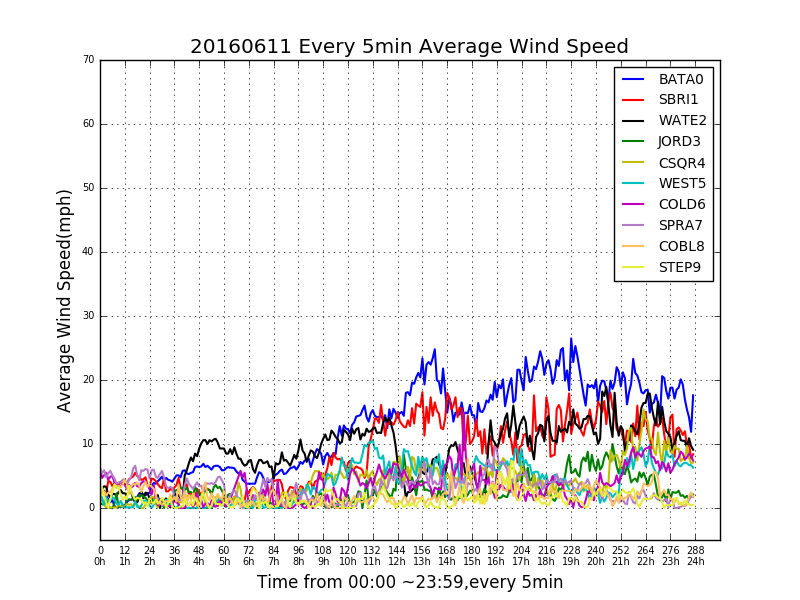 20160611 Every 5min Average Wind Speed
70
60
50
40
30
20
10
0
Average Wind Speed(mph)
BATA0
SBRI1
WATE2
JORD3
CSQR4
WEST5
COLD6
SPRA7
COBL8
STEP9
0 12 24 36 48 60 72 84 96 108 120 132 144 156 168 180 192 204 216 228 240 252 264 276 288
0h 1h 2h 3h 4h 5h 6h 7h 8h 9h 10h 11h 12h 13h 14h 15h 16h 17h 18h 19h 20h 21h 22h 23h 24h
Time from 00:00 ~23:59,every 5min